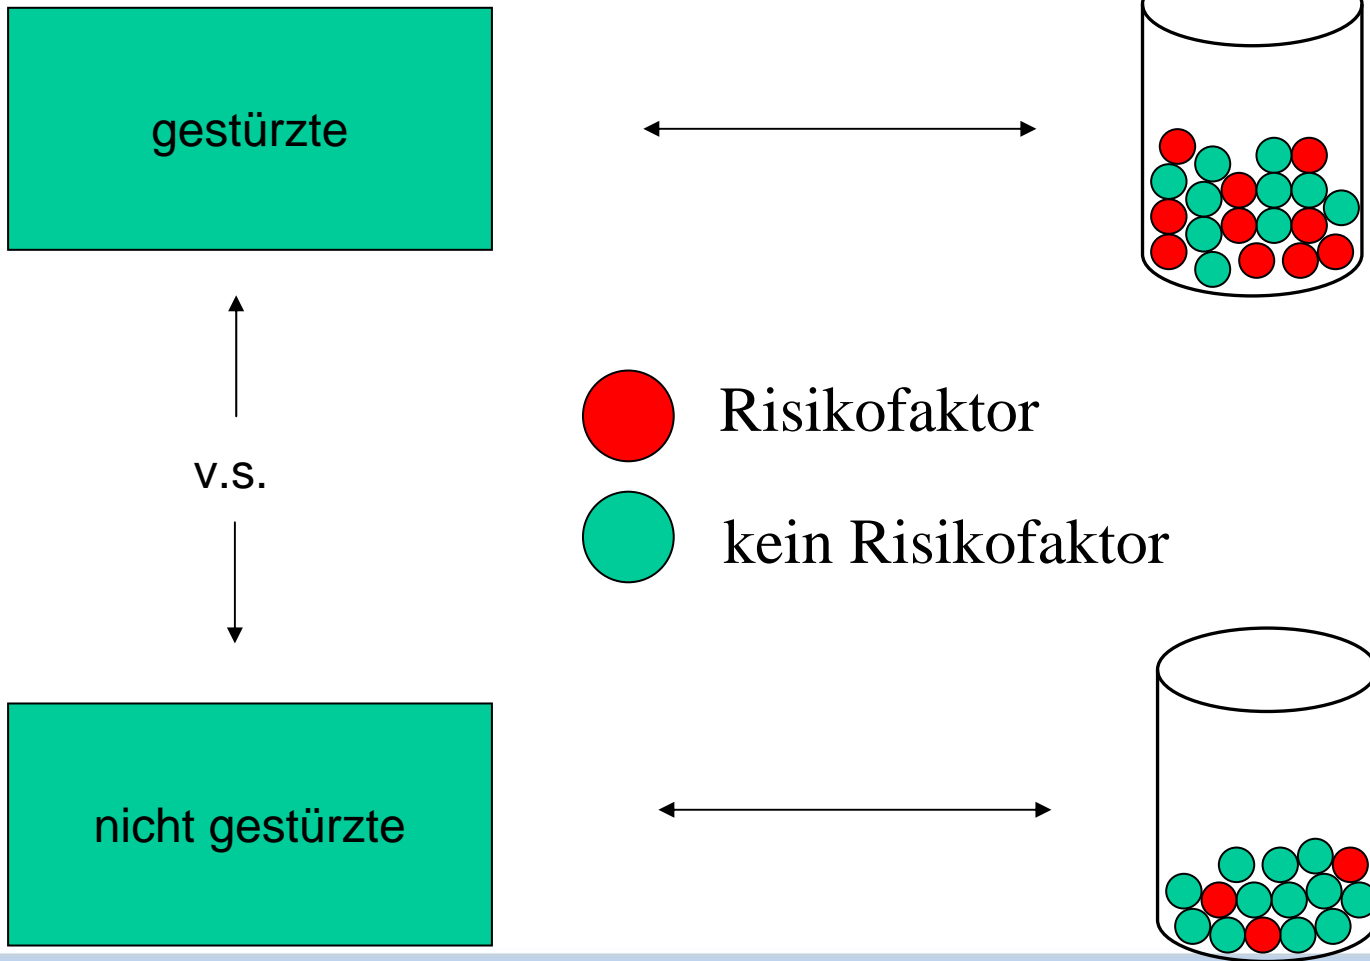 gestürzte
v.s.
Risikofaktor
kein Risikofaktor
nicht gestürzte